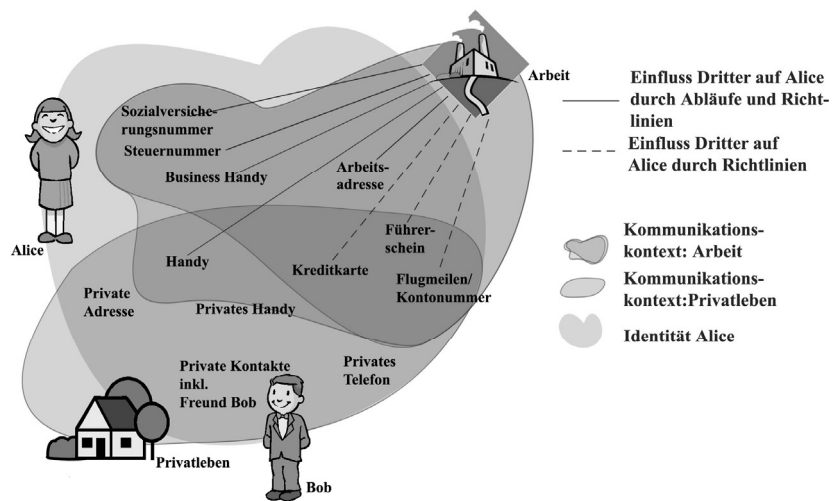 Arbeit
Sozialversiche-
rungsnummer
Steuernummer
Business Handy
Arbeits-
adresse
Alice
Handy
Führer-
schein
Kreditkarte
Flugmeilen/
Kontonummer
Private
Adresse
Privates Handy
Private Kontakte
inkl.
Freund Bob
Privates
Telefon
Privatleben
Bob
Einfluss Dritter auf Alice
durch Abläufe und Richt-
linien
Einfluss Dritter auf
Alice durch Richtlinien
Kommunikations-
kontext: Arbeit
Kommunikations-
kontext:Privatleben
Identität Alice